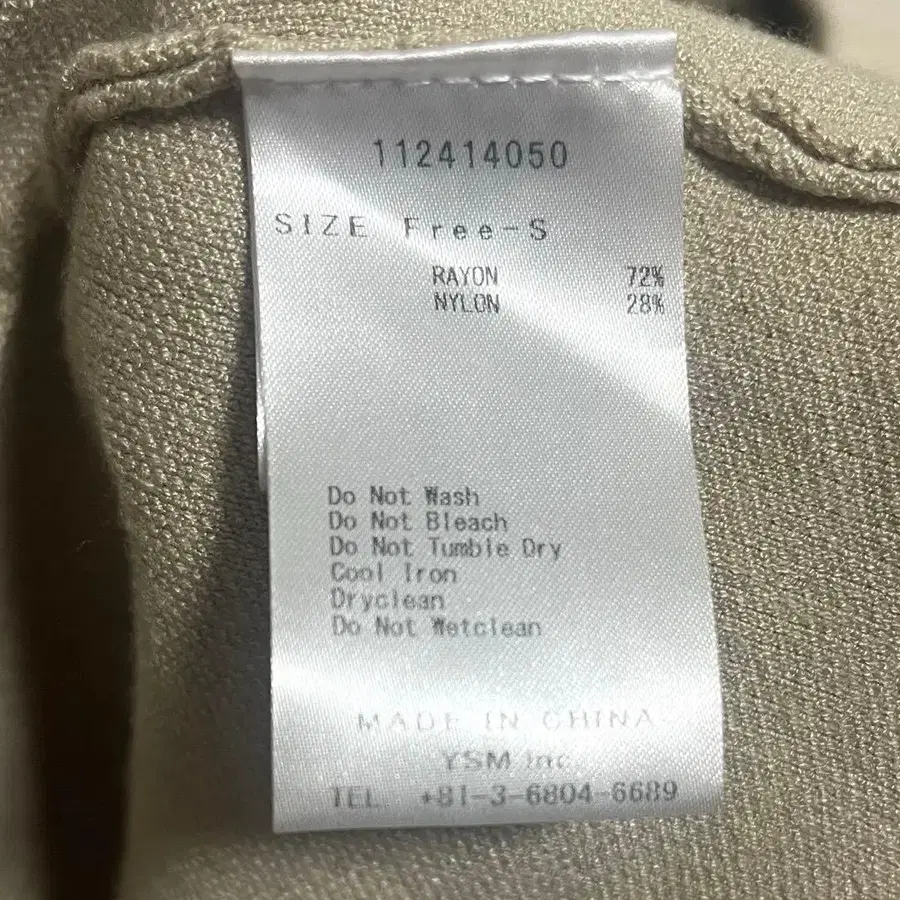 112414050
SIZE Free-S
RAYON 72%
NYLON 28%
Do Not Wash
Do Not Bleach
Do Not Tumble Dry
Cool Iron
Dryclean
Do Not Wetclean
MADE IN CHINA
YSM Inc.
TEL. +81-3-6804-6689